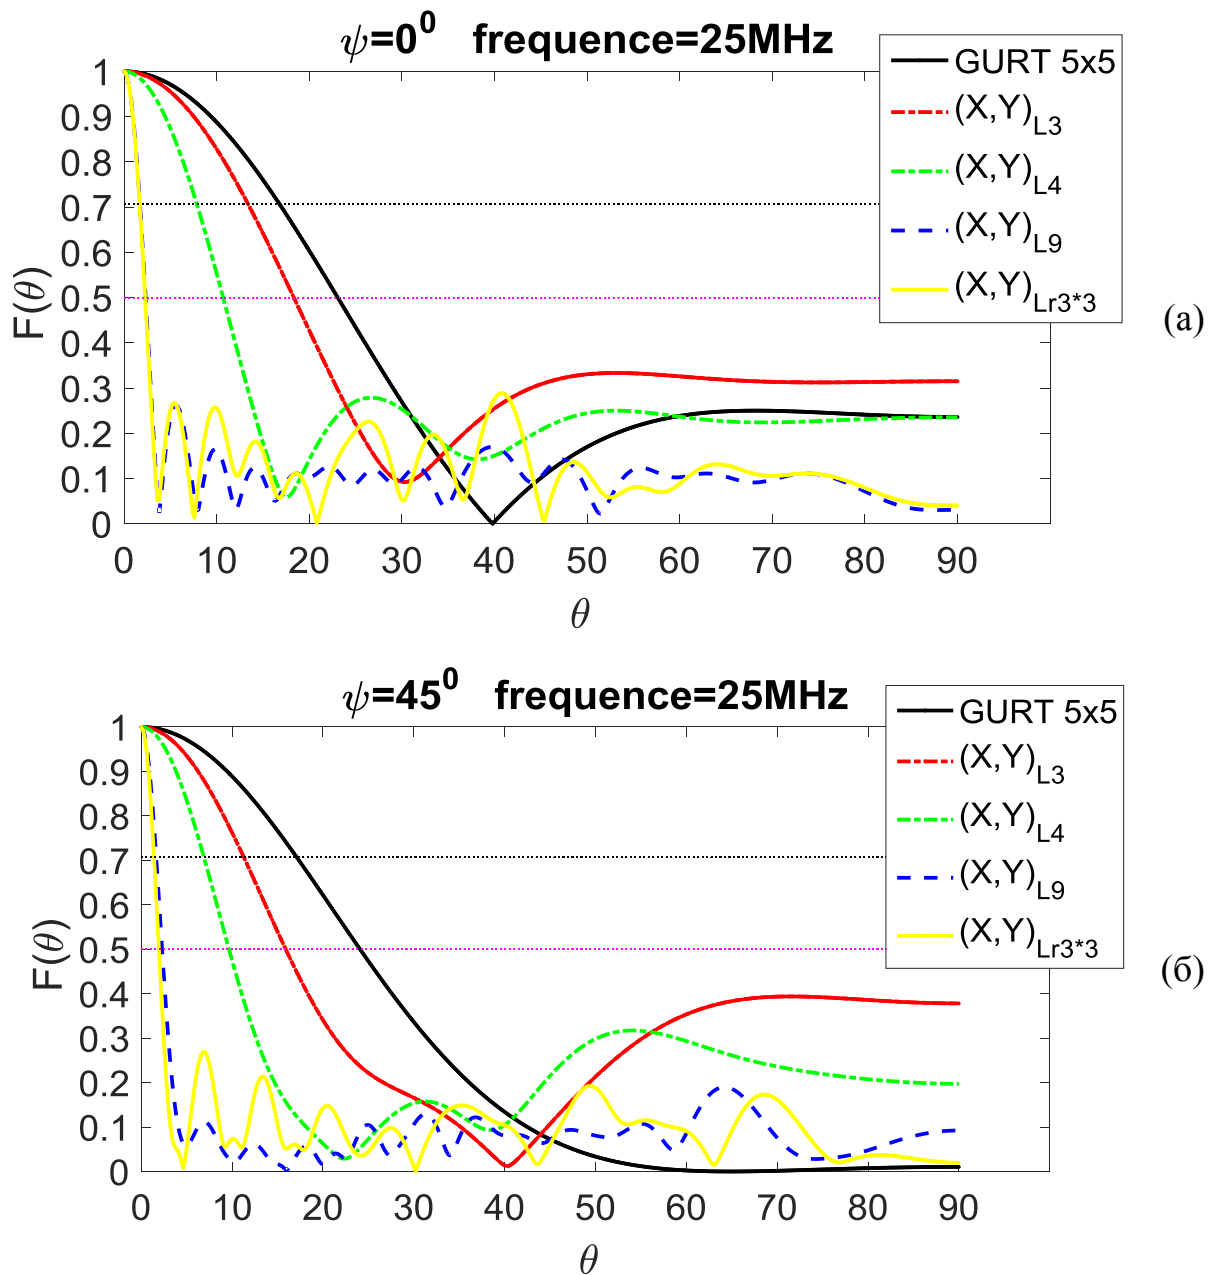 ψ=0⁰ frequence=25MHz
GURT 5x5
(X,Y)L3
(X,Y)L4
(X,Y)L9
(X,Y)Lr3*3
(а)
F(θ)
1
0.9
0.8
0.7
0.6
0.5
0.4
0.3
0.2
0.1
0
0 10 20 30 40 50 60 70 80 90
θ
ψ=45⁰ frequence=25MHz
GURT 5x5
(X,Y)L3
(X,Y)L4
(X,Y)L9
(X,Y)Lr3*3
(б)
F(θ)
1
0.9
0.8
0.7
0.6
0.5
0.4
0.3
0.2
0.1
0
0 10 20 30 40 50 60 70 80 90
θ